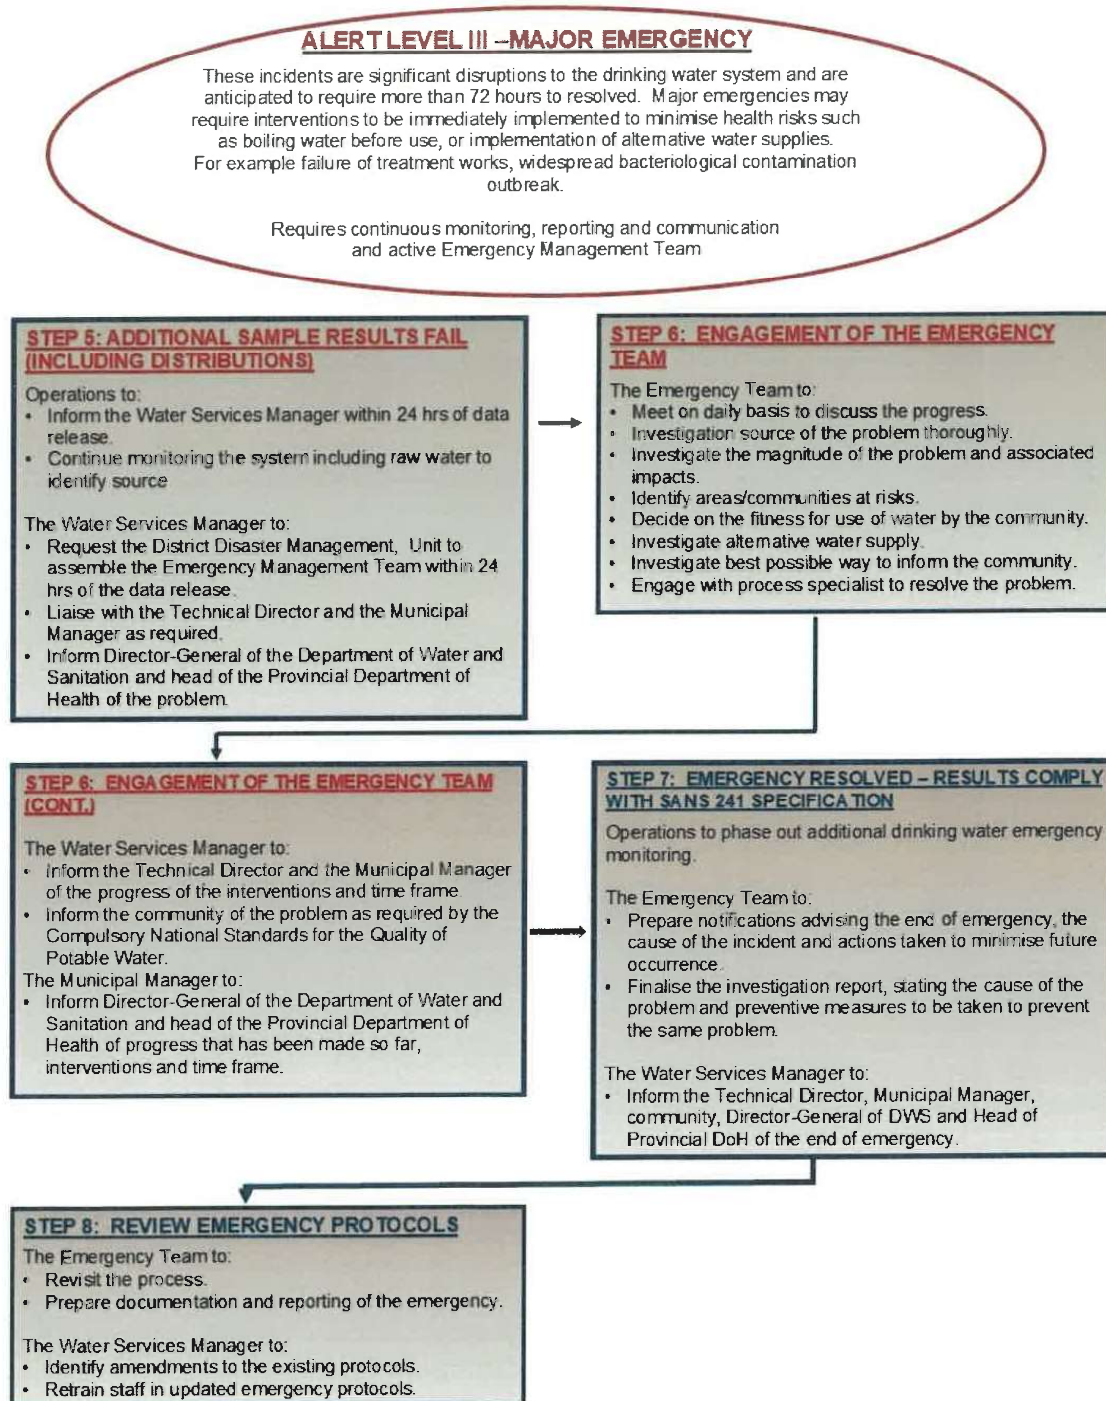 ALERT LEVEL III –MAJOR EMERGENCY
These incidents are significant disruptions to the drinking water system and are
anticipated to require more than 72 hours to resolved. Major emergencies may
require interventions to be immediately implemented to minimise health risks such
as boiling water before use, or implementation of alternative water supplies.
For example failure of treatment works, widespread bacteriological contamination
outbreak.
Requires continuous monitoring, reporting and communication
and active Emergency Management Team
STEP 5: ADDITIONAL SAMPLE RESULTS FAIL
(INCLUDING DISTRIBUTIONS)
Operations to:
• Inform the Water Services Manager within 24 hrs of data
release.
• Continue monitoring the system including raw water to
identify source
The Water Services Manager to:
• Request the District Disaster Management, Unit to
assemble the Emergency Management Team within 24
hrs of the data release.
• Liaise with the Technical Director and the Municipal
Manager as required.
• Inform Director-General of the Department of Water and
Sanitation and head of the Provincial Department of
Health of the problem.
STEP 6: ENGAGEMENT OF THE EMERGENCY
TEAM
The Emergency Team to:
• Meet on daily basis to discuss the progress.
• Investigation source of the problem thoroughly.
• Investigate the magnitude of the problem and associated
impacts.
• Identify areas/communities at risks.
• Decide on the fitness for use of water by the community.
• Investigate alternative water supply.
• Investigate best possible way to inform the community.
• Engage with process specialist to resolve the problem.
STEP 6: ENGAGEMENT OF THE EMERGENCY TEAM
(CONT.)
The Water Services Manager to:
• Inform the Technical Director and the Municipal Manager
of the progress of the interventions and time frame
• Inform the community of the problem as required by the
Compulsory National Standards for the Quality of
Potable Water.
The Municipal Manager to:
• Inform Director-General of the Department of Water and
Sanitation and head of the Provincial Department of
Health of progress that has been made so far,
interventions and time frame.
STEP 7: EMERGENCY RESOLVED – RESULTS COMPLY
WITH SANS 241 SPECIFICATION
Operations to phase out additional drinking water emergency
monitoring.
The Emergency Team to:
• Prepare notifications advising the end of emergency, the
cause of the incident and actions taken to minimise future
occurrence.
• Finalise the investigation report, stating the cause of the
problem and preventive measures to be taken to prevent
the same problem.
The Water Services Manager to:
• Inform the Technical Director, Municipal Manager,
community, Director-General of DWS and Head of
Provincial DoH of the end of emergency.
STEP 8: REVIEW EMERGENCY PROTOCOLS
The Emergency Team to:
• Revisit the process.
• Prepare documentation and reporting of the emergency.
The Water Services Manager to:
• Identify amendments to the existing protocols.
• Retrain staff in updated emergency protocols.